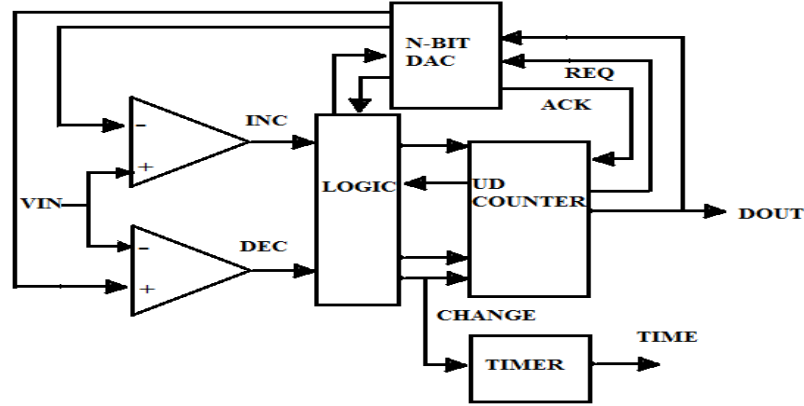 N-BIT
DAC
REQ
ACK
INC
-
+
LOGIC
UD
COUNTER
VIN
DOUT
DEC
-
+
CHANGE
TIMER
TIME